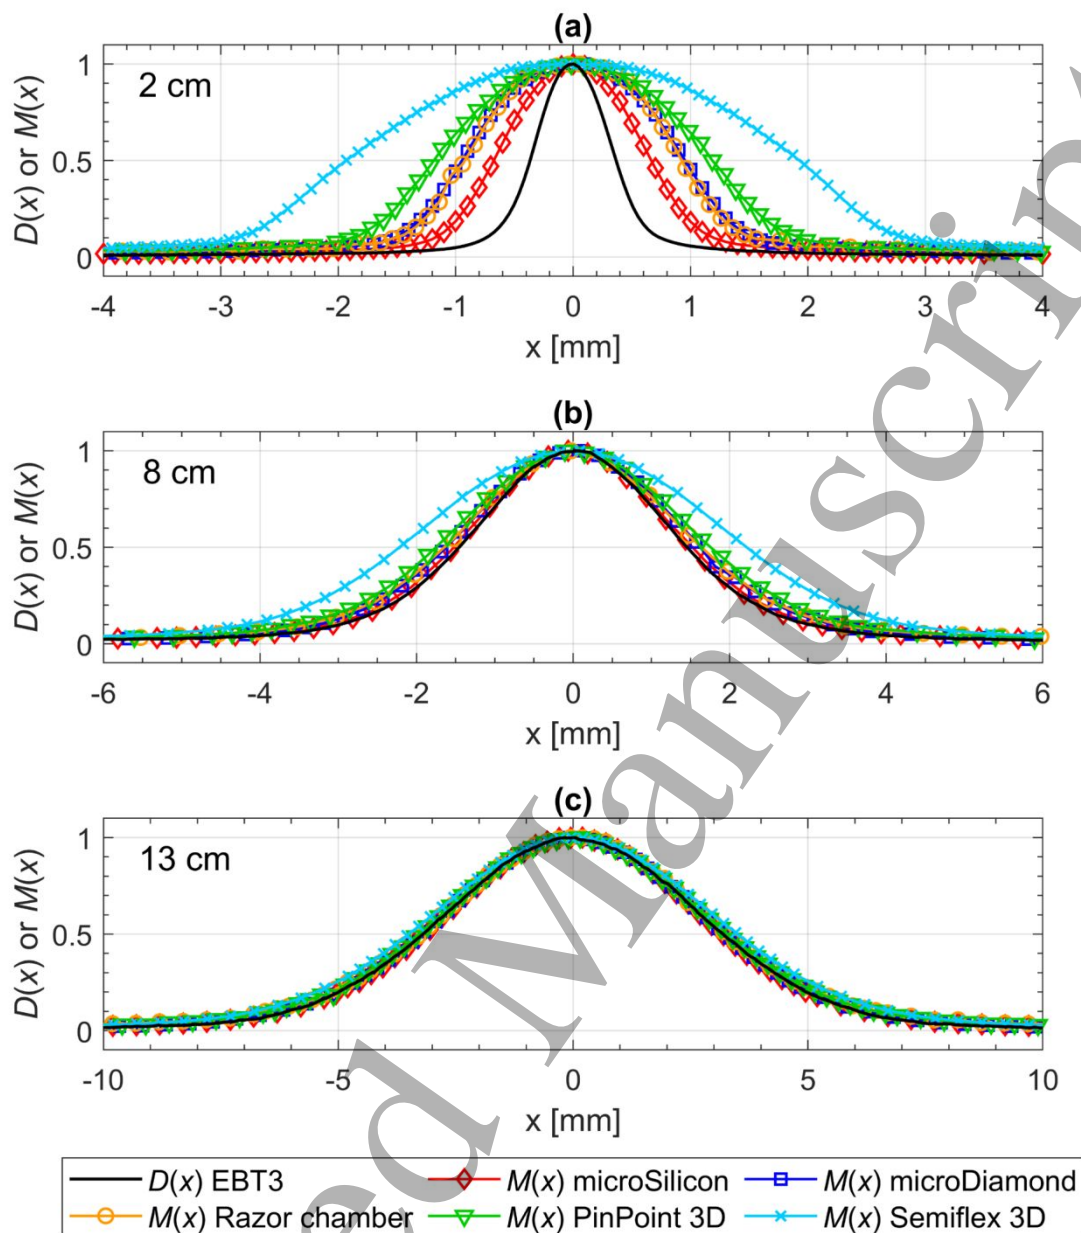 (a)
2 cm
D(x) or M(x)
1
0.5
0
-4 -3 -2 -1 0 1 2 3 4
x [mm]
(b)
8 cm
D(x) or M(x)
1
0.5
0
-6 -4 -2 0 2 4 6
x [mm]
(c)
13 cm
D(x) or M(x)
1
0.5
0
-10 -5 0 5 10
x [mm]
D(x) EBT3 M(x) microSilicon M(x) microDiamond
M(x) Razor chamber M(x) PinPoint 3D M(x) Semiflex 3D
ed Manuscrip